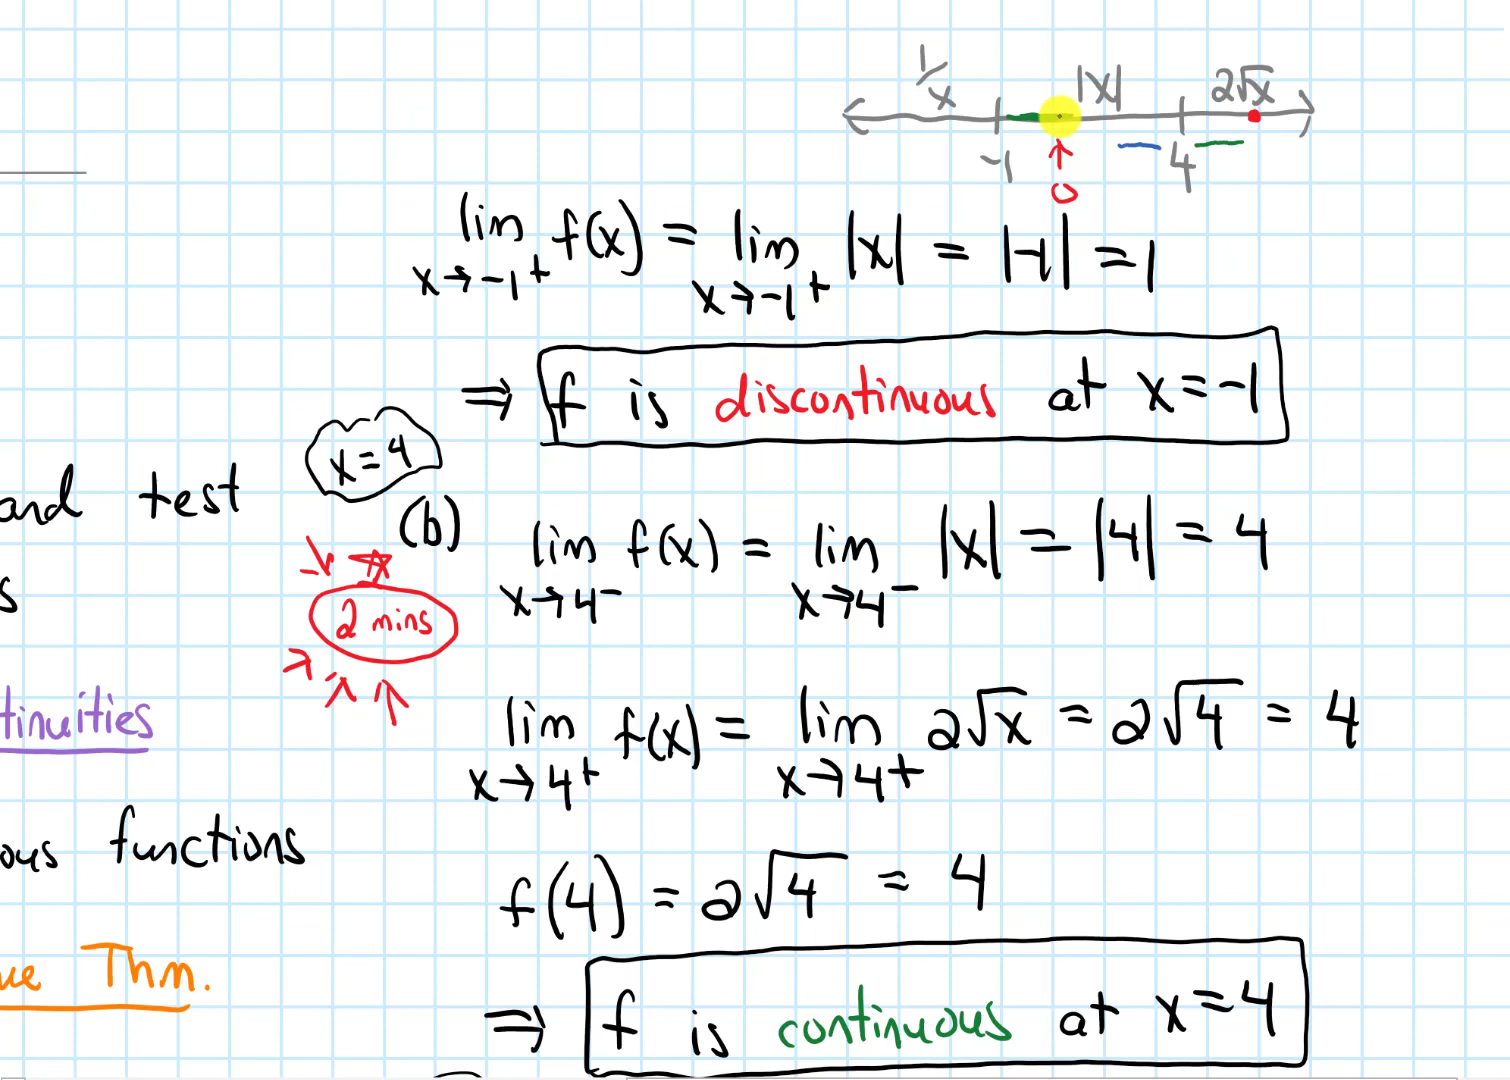 1/x |x| 2√x
-1 0 4
lim x→-1⁺ f(x) = lim x→-1⁺ |x| = |-1| = 1
⇒ f is discontinuous at x = -1
x = 4
and test
(b) lim x→4⁻ f(x) = lim x→4⁻ |x| = |4| = 4
s
2 mins
tinuities
lim x→4⁺ f(x) = lim x→4⁺ 2√x = 2√4 = 4
ous functions
f(4) = 2√4 = 4
ue Thm.
⇒ f is continuous at x = 4